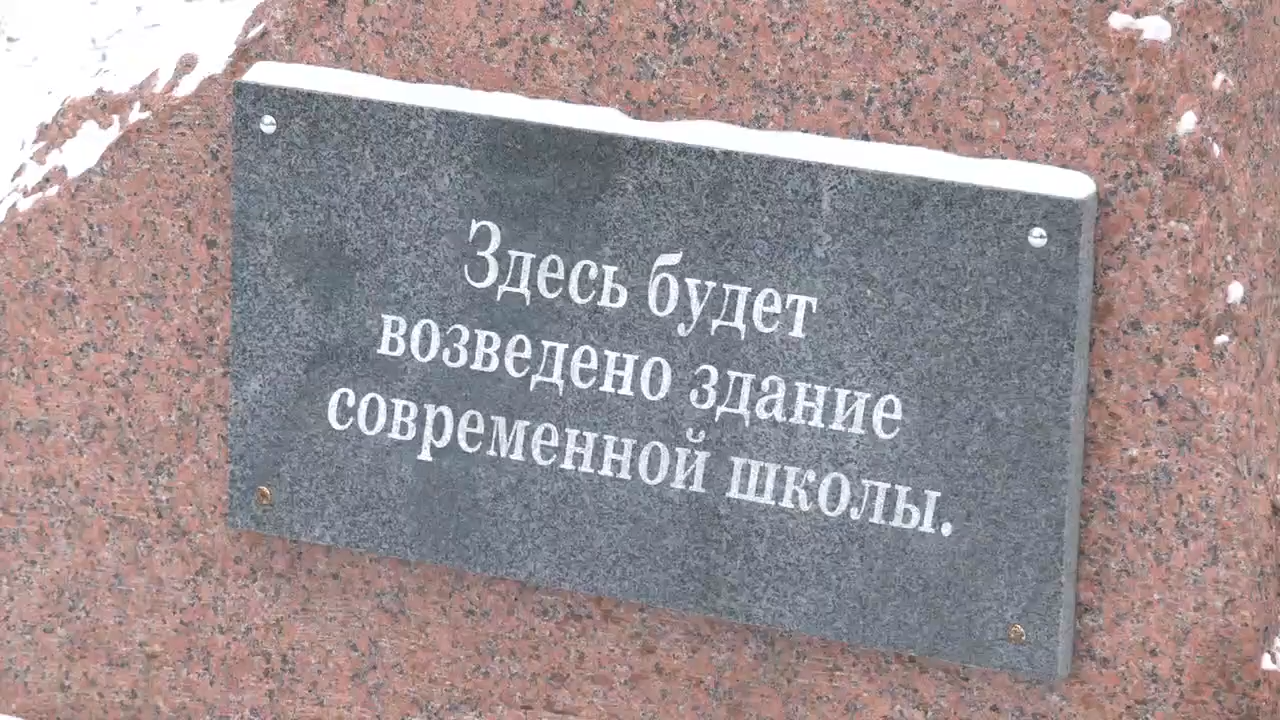 Здесь будет
возведено здание
современной школы.